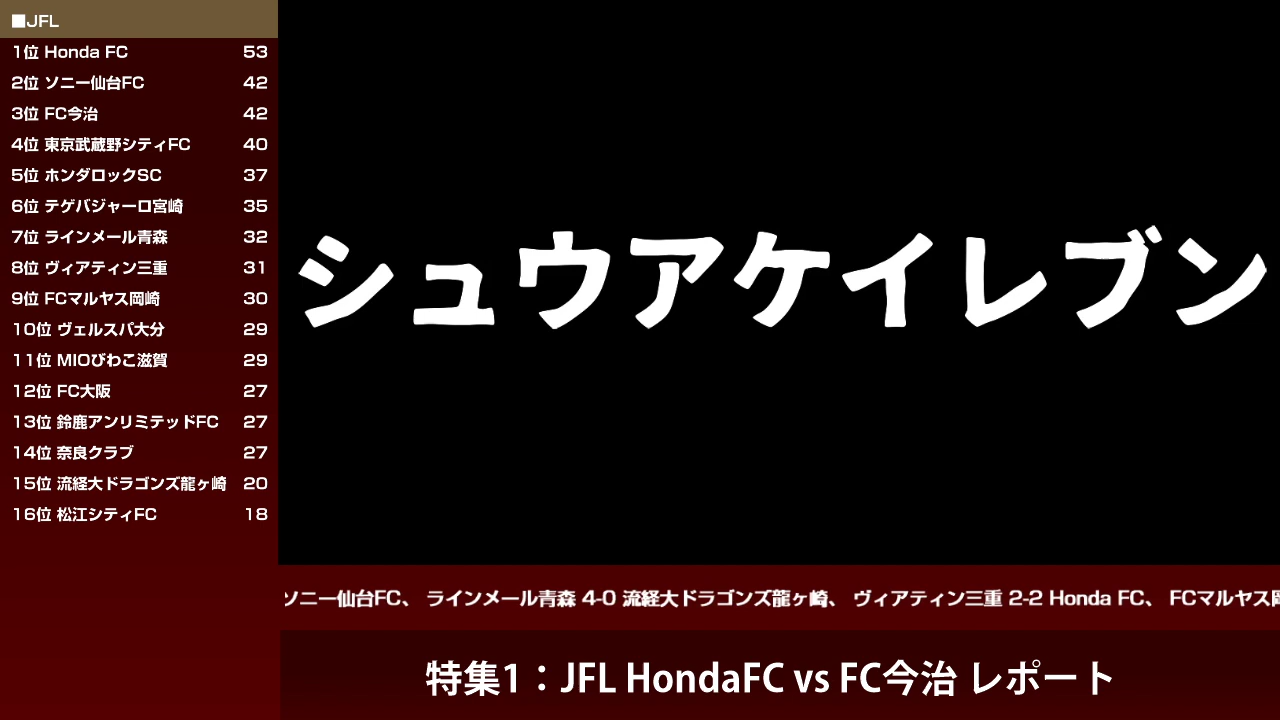 ■JFL
1位 Honda FC 53
2位 ソニー仙台FC 42
3位 FC今治 42
4位 東京武蔵野シティFC 40
5位 ホンダロックSC 37
6位 テゲバジャーロ宮崎 35
7位 ラインメール青森 32
8位 ヴィアティン三重 31
9位 FCマルヤス岡崎 30
10位 ヴェルスパ大分 29
11位 MIOびわこ滋賀 29
12位 FC大阪 27
13位 鈴鹿アンリミテッドFC 27
14位 奈良クラブ 27
15位 流経大ドラゴンズ龍ヶ崎 20
16位 松江シティFC 18
シュウアケイレブン
ソニー仙台FC、 ラインメール青森 4-0 流経大ドラゴンズ龍ヶ崎、 ヴィアティン三重 2-2 Honda FC、 FCマルヤス岡
特集1：JFL HondaFC vs FC今治 レポート